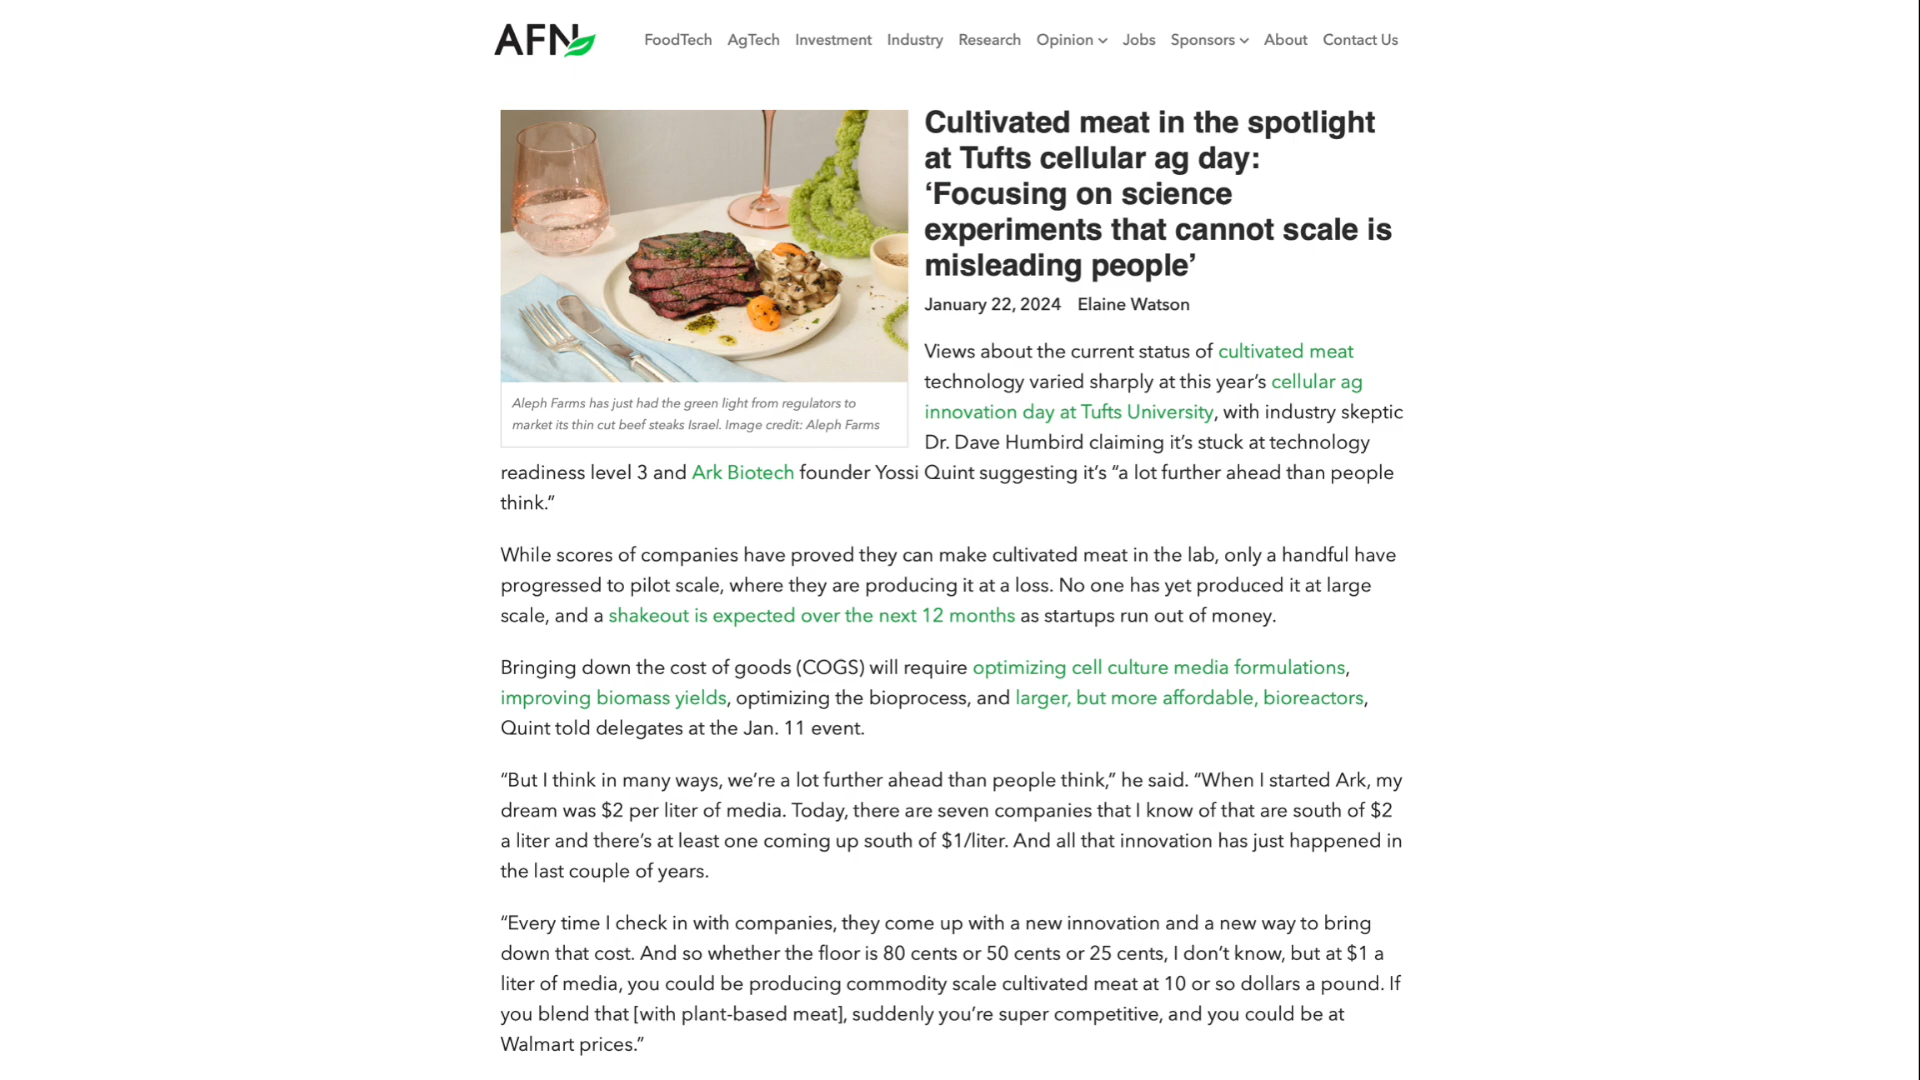 AFN
FoodTech AgTech Investment Industry Research Opinion Jobs Sponsors About Contact Us
Cultivated meat in the spotlight
at Tufts cellular ag day:
‘Focusing on science
experiments that cannot scale is
misleading people’
January 22, 2024 Elaine Watson
Aleph Farms has just had the green light from regulators to
market its thin cut beef steaks Israel. Image credit: Aleph Farms
Views about the current status of cultivated meat
technology varied sharply at this year’s cellular ag
innovation day at Tufts University, with industry skeptic
Dr. Dave Humbird claiming it’s stuck at technology
readiness level 3 and Ark Biotech founder Yossi Quint suggesting it’s “a lot further ahead than people
think.”
While scores of companies have proved they can make cultivated meat in the lab, only a handful have
progressed to pilot scale, where they are producing it at a loss. No one has yet produced it at large
scale, and a shakeout is expected over the next 12 months as startups run out of money.
Bringing down the cost of goods (COGS) will require optimizing cell culture media formulations,
improving biomass yields, optimizing the bioprocess, and larger, but more affordable, bioreactors,
Quint told delegates at the Jan. 11 event.
“But I think in many ways, we’re a lot further ahead than people think,” he said. “When I started Ark, my
dream was $2 per liter of media. Today, there are seven companies that I know of that are south of $2
a liter and there’s at least one coming up south of $1/liter. And all that innovation has just happened in
the last couple of years.
“Every time I check in with companies, they come up with a new innovation and a new way to bring
down that cost. And so whether the floor is 80 cents or 50 cents or 25 cents, I don’t know, but at $1 a
liter of media, you could be producing commodity scale cultivated meat at 10 or so dollars a pound. If
you blend that [with plant-based meat], suddenly you’re super competitive, and you could be at
Walmart prices.”